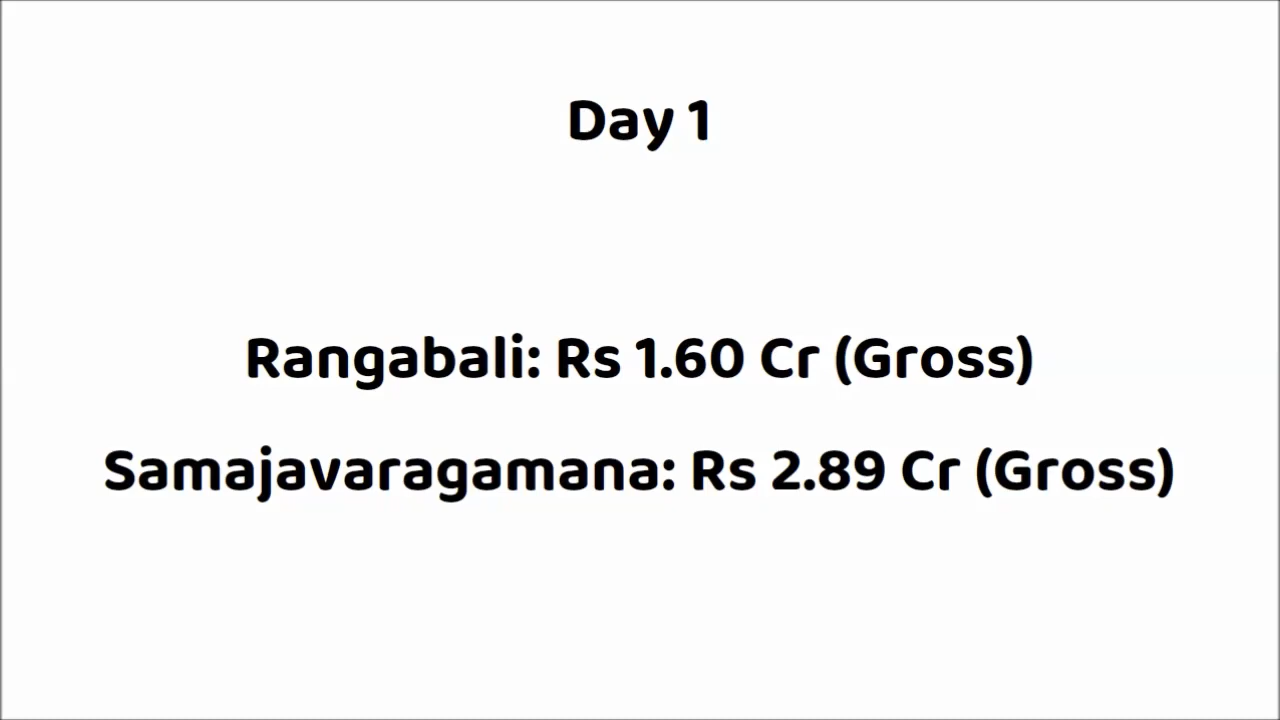 Day 1
Rangabali: Rs 1.60 Cr (Gross)
Samajavaragamana: Rs 2.89 Cr (Gross)